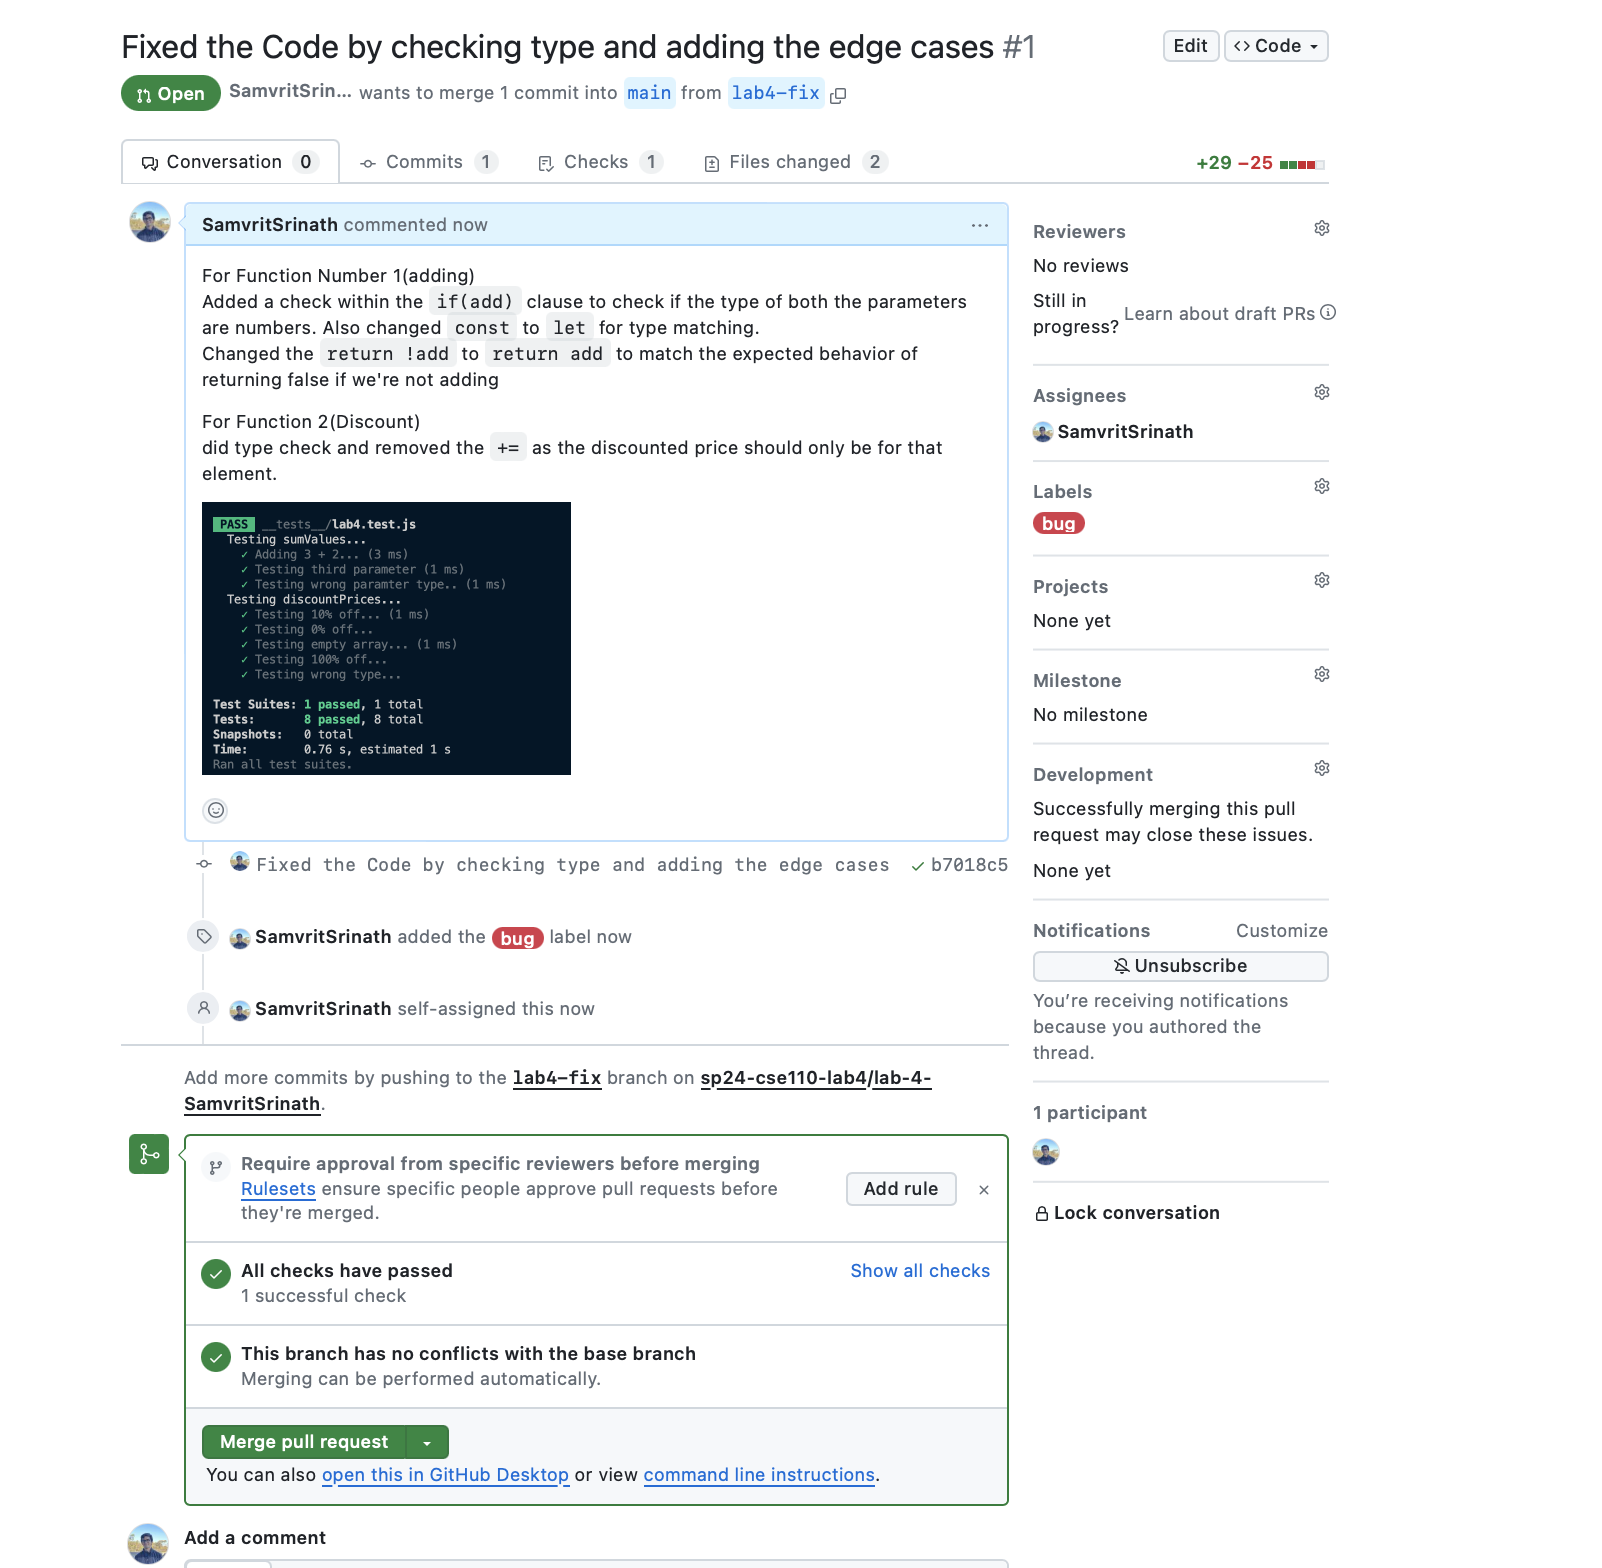 Fixed the Code by checking type and adding the edge cases #1
Edit
Code
Open
SamvritSrin... wants to merge 1 commit into main from lab4-fix
Conversation 0
Commits 1
Checks 1
Files changed 2
+29 −25
SamvritSrinath commented now
...
For Function Number 1(adding)
Added a check within the if(add) clause to check if the type of both the parameters
are numbers. Also changed const to let for type matching.
Changed the return !add to return add to match the expected behavior of
returning false if we're not adding
For Function 2(Discount)
did type check and removed the += as the discounted price should only be for that
element.
PASS __tests__/lab4.test.js
Testing sumValues...
✓ Adding 3 + 2... (3 ms)
✓ Testing third parameter (1 ms)
✓ Testing wrong paramter type.. (1 ms)
Testing discountPrices...
✓ Testing 10% off... (1 ms)
✓ Testing 0% off...
✓ Testing empty array... (1 ms)
✓ Testing 100% off...
✓ Testing wrong type...
Test Suites: 1 passed, 1 total
Tests: 8 passed, 8 total
Snapshots: 0 total
Time: 0.76 s, estimated 1 s
Ran all test suites.
Fixed the Code by checking type and adding the edge cases
b7018c5
SamvritSrinath added the bug label now
SamvritSrinath self-assigned this now
Add more commits by pushing to the lab4-fix branch on sp24-cse110-lab4/lab-4-
SamvritSrinath.
Require approval from specific reviewers before merging
Rulesets ensure specific people approve pull requests before
they're merged.
Add rule
All checks have passed
1 successful check
Show all checks
This branch has no conflicts with the base branch
Merging can be performed automatically.
Merge pull request
You can also open this in GitHub Desktop or view command line instructions.
Add a comment
Reviewers
No reviews
Still in
progress?
Learn about draft PRs
Assignees
SamvritSrinath
Labels
bug
Projects
None yet
Milestone
No milestone
Development
Successfully merging this pull
request may close these issues.
None yet
Notifications
Customize
Unsubscribe
You're receiving notifications
because you authored the
thread.
1 participant
Lock conversation